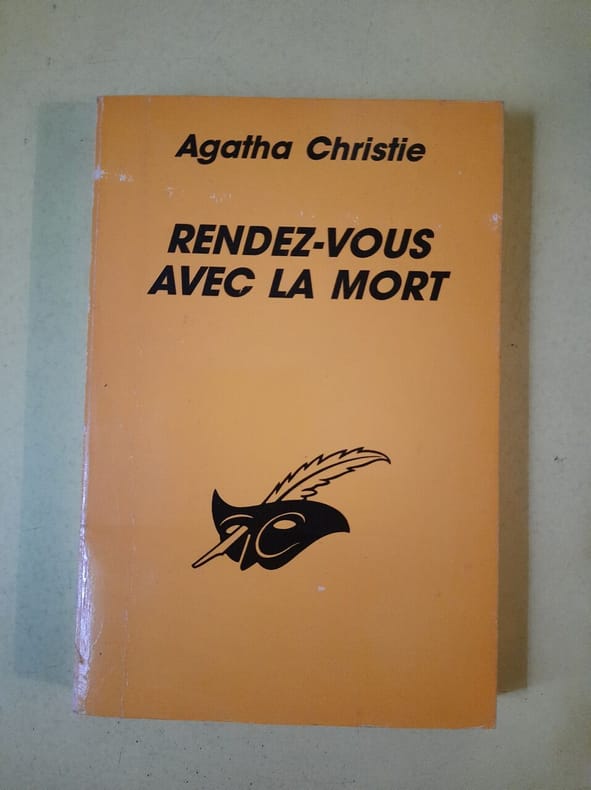 Agatha Christie
RENDEZ-VOUS
AVEC LA MORT